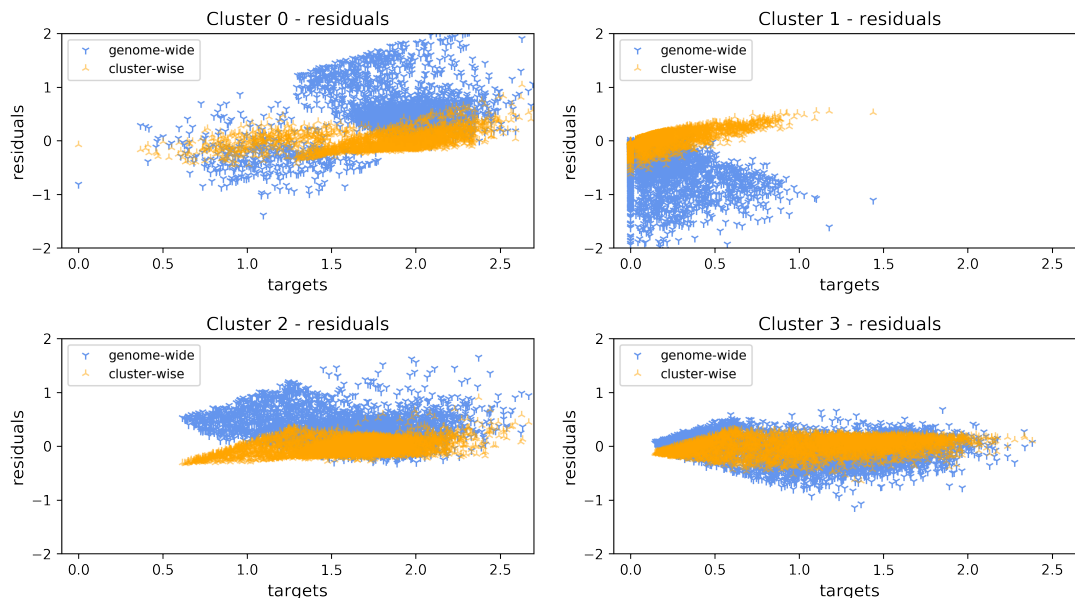 Cluster 0 - residuals
Cluster 1 - residuals
genome-wide
cluster-wise
2
1
0
−1
−2
residuals
0.0 0.5 1.0 1.5 2.0 2.5
targets
genome-wide
cluster-wise
2
1
0
−1
−2
residuals
0.0 0.5 1.0 1.5 2.0 2.5
targets
Cluster 2 - residuals
Cluster 3 - residuals
genome-wide
cluster-wise
2
1
0
−1
−2
residuals
0.0 0.5 1.0 1.5 2.0 2.5
targets
genome-wide
cluster-wise
2
1
0
−1
−2
residuals
0.0 0.5 1.0 1.5 2.0 2.5
targets